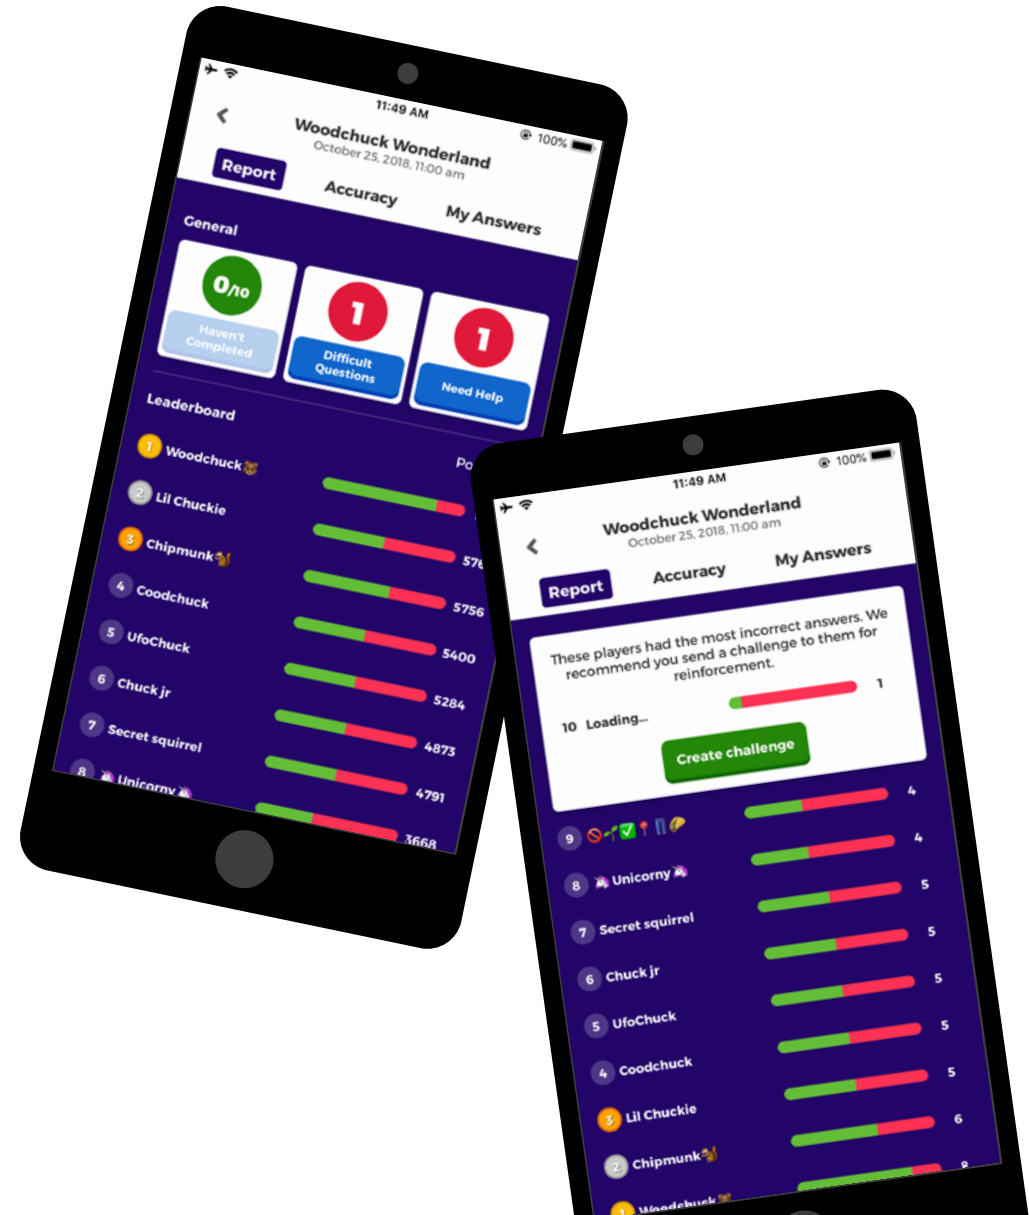 11:49 AM
100%
Woodchuck Wonderland
October 25, 2018, 11:00 am
Report
Accuracy
My Answers
General
0/10
Haven't
Completed
1
Difficult
Questions
1
Need Help
Leaderboard
1 Woodchuck
2 Lil Chuckie
3 Chipmunk 5756
4 Coodchuck 5400
5 UfoChuck 5284
6 Chuck jr 4873
7 Secret squirrel 4791
8 Unicorny 3668
11:49 AM
100%
Woodchuck Wonderland
October 25, 2018, 11:00 am
Report
Accuracy
My Answers
These players had the most incorrect answers. We
recommend you send a challenge to them for
reinforcement.
10 Loading... 1
Create challenge
9 🚫🌱✅📍👖🌮 4
8 🦄Unicorny🦄 4
7 Secret squirrel 5
6 Chuck jr 5
5 UfoChuck 5
4 Coodchuck 5
3 Lil Chuckie 5
2 Chipmunk 6
1 Woodchuck 8